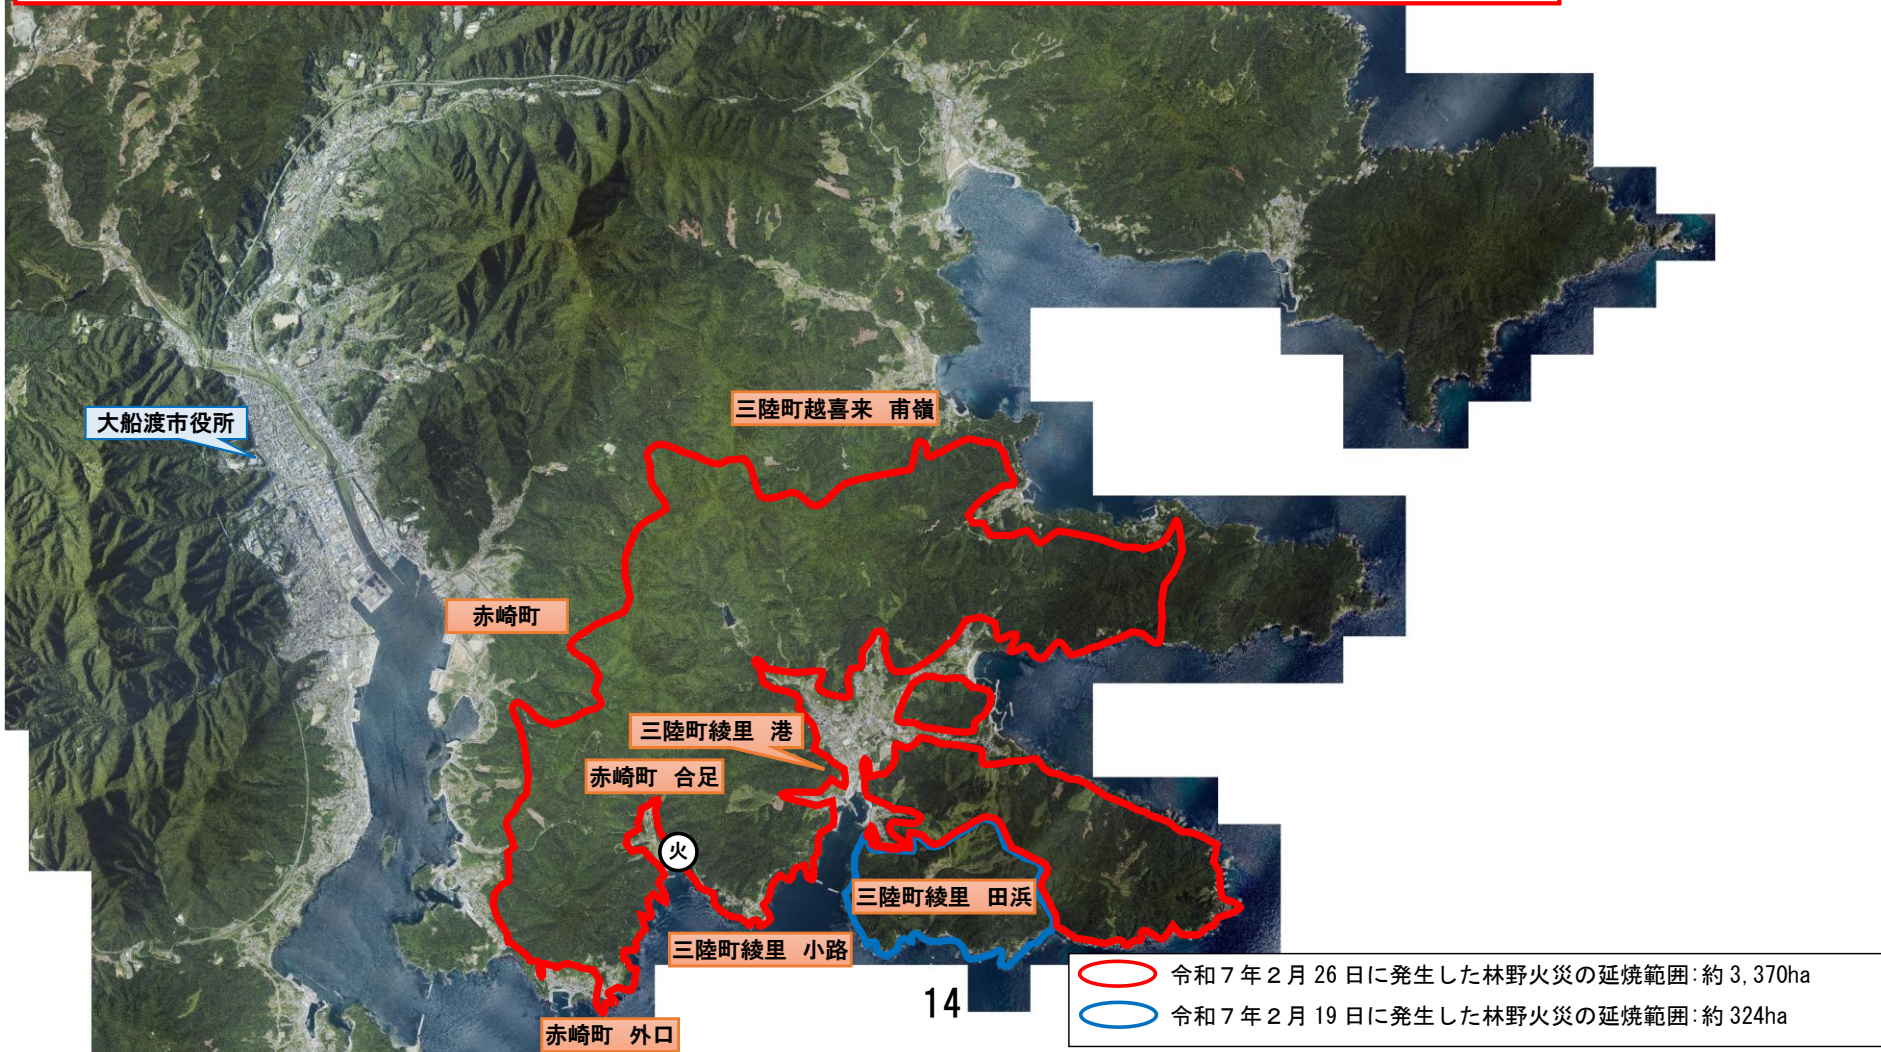 三陸町越喜来 甫嶺
大船渡市役所
赤崎町
三陸町綾里 港
赤崎町 合足
火
三陸町綾里 田浜
三陸町綾里 小路
赤崎町 外口
令和７年２月 26 日に発生した林野火災の延焼範囲：約 3,370ha
令和７年２月 19 日に発生した林野火災の延焼範囲：約 324ha
14